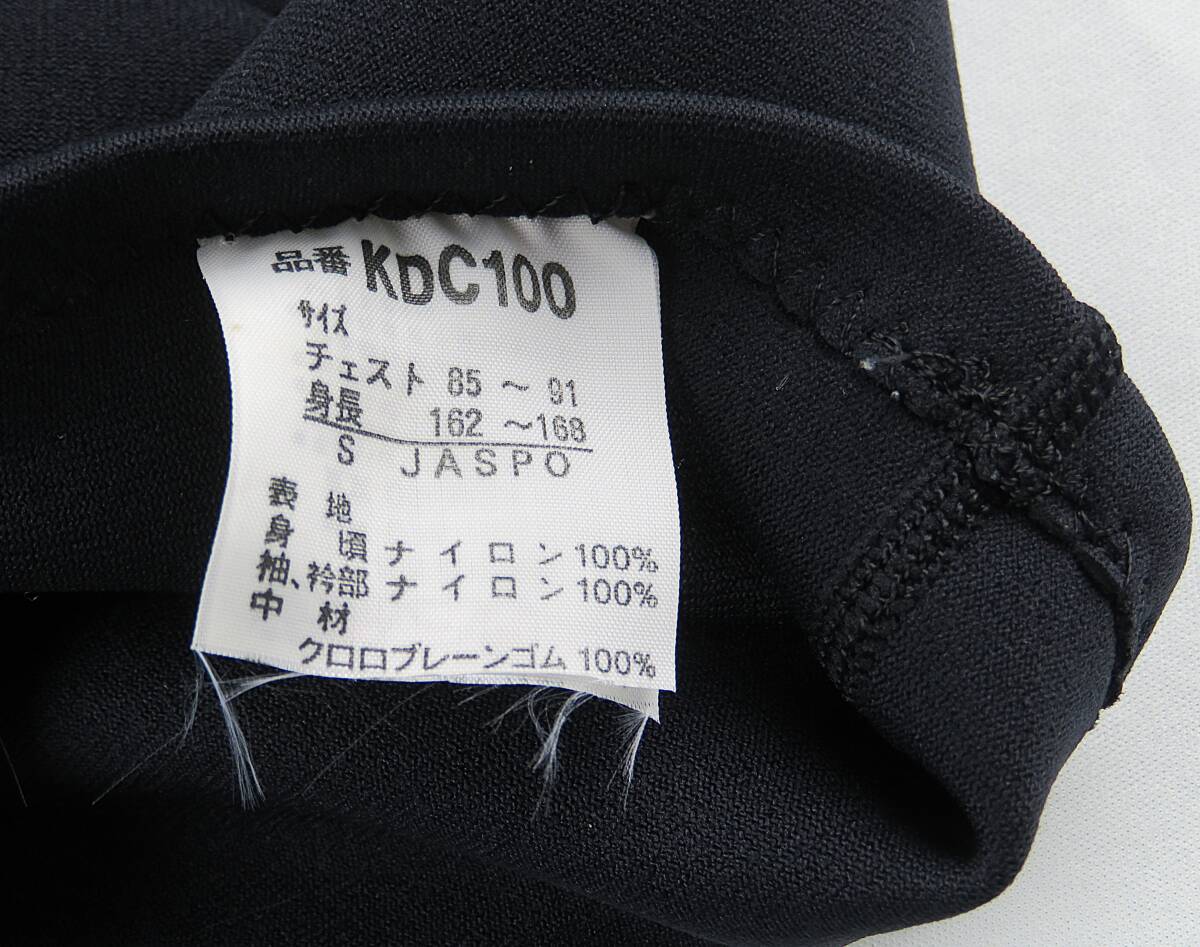 品番 KDC100
サイズ
チェスト 85 ～ 91
身長 162 ～168
S JASPO
表 地
身 頃 ナイロン 100%
袖、衿部 ナイロン 100%
中 材
クロロプレーンゴム 100%